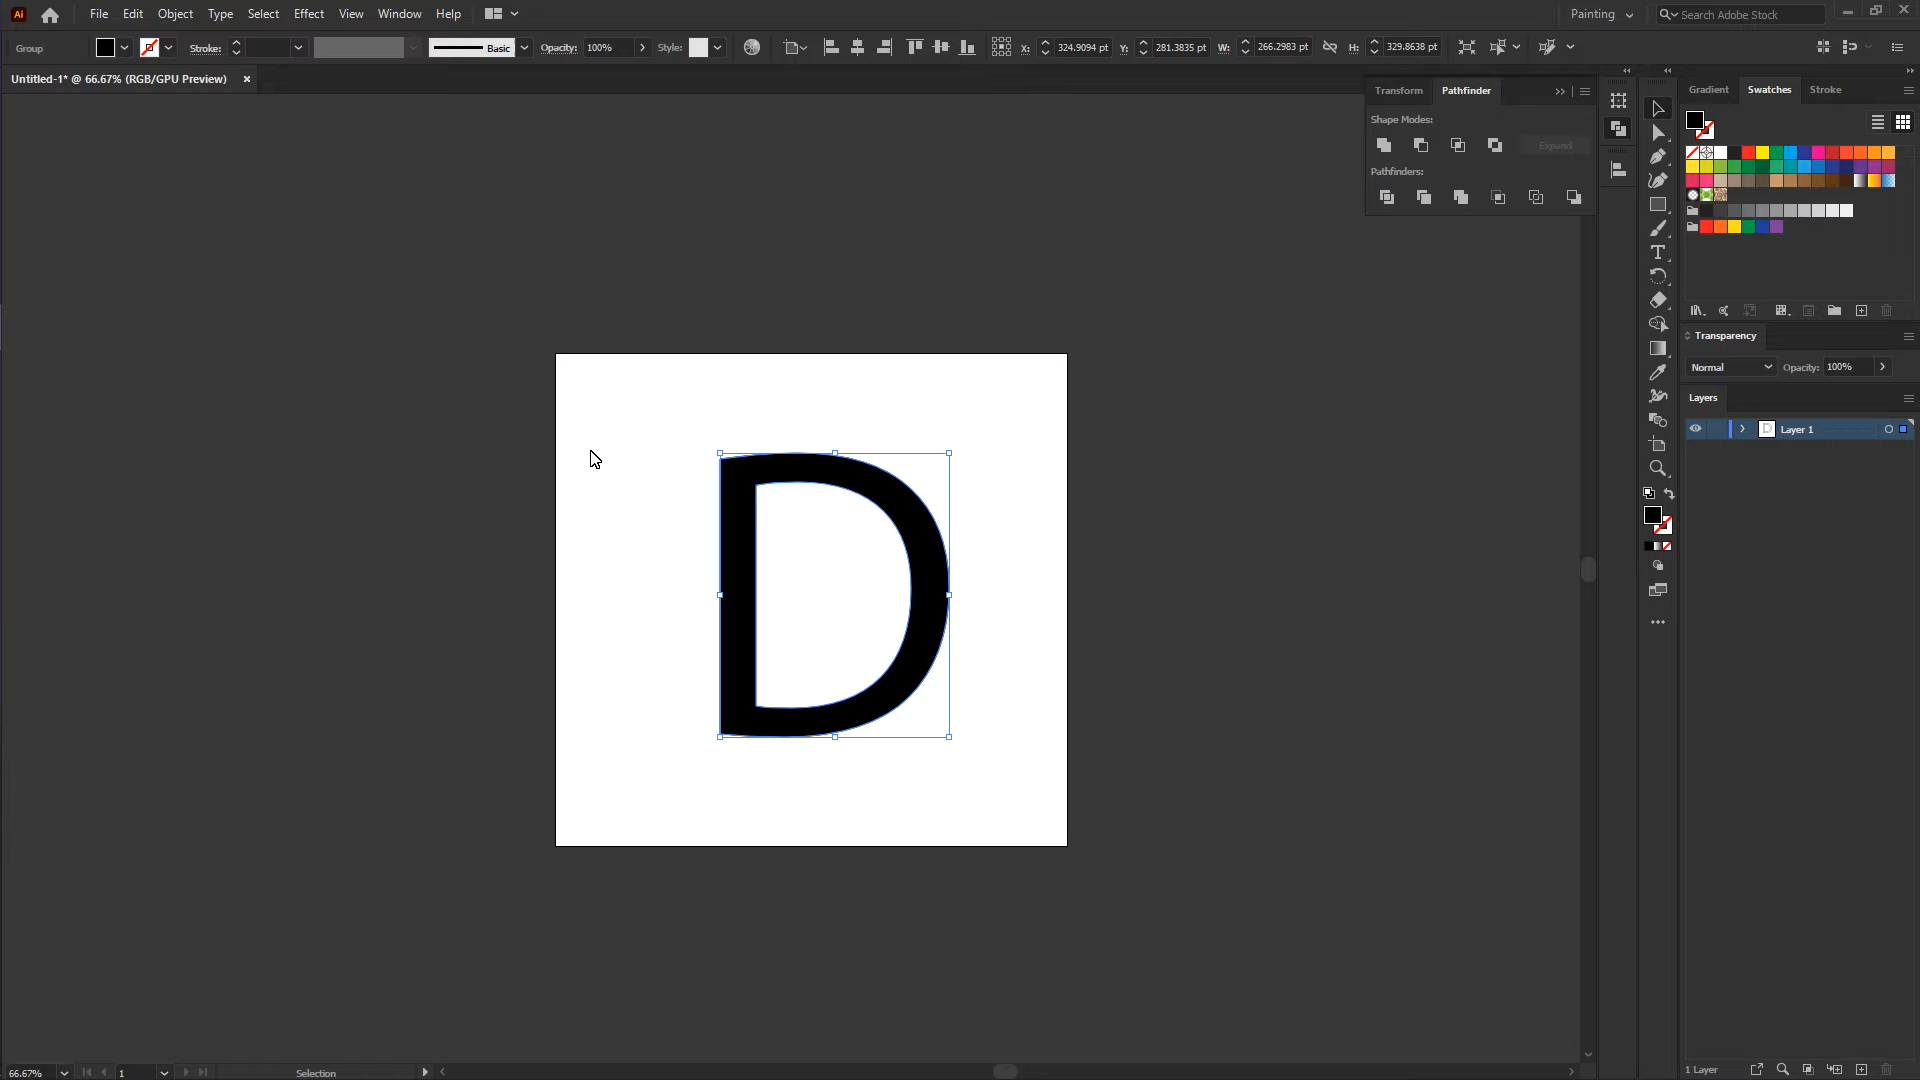 Ai File Edit Object Type Select Effect View Window Help Painting Search Adobe Stock
Group Stroke: Basic Opacity: 100% Style: X: 324.9094 pt Y: 281.3835 pt W: 266.2983 pt H: 329.8638 pt
Untitled-1* @ 66.67% (RGB/GPU Preview)
Transform Pathfinder
Shape Modes:
Expand
Pathfinders:
Gradient Swatches Stroke
Transparency
Normal Opacity: 100%
Layers
Layer 1
D
66.67% 1 Selection
1 Layer